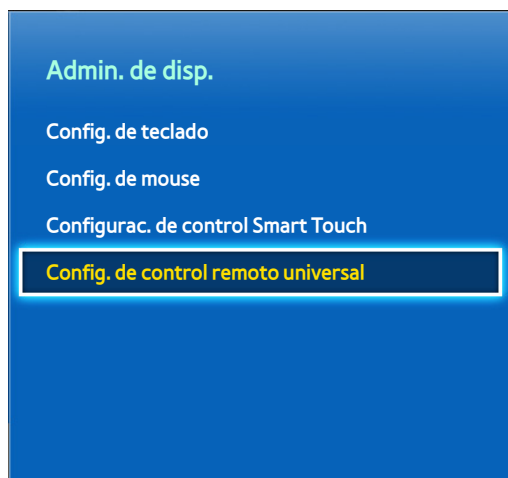 Admin. de disp.
Config. de teclado
Config. de mouse
Configurac. de control Smart Touch
Config. de control remoto universal